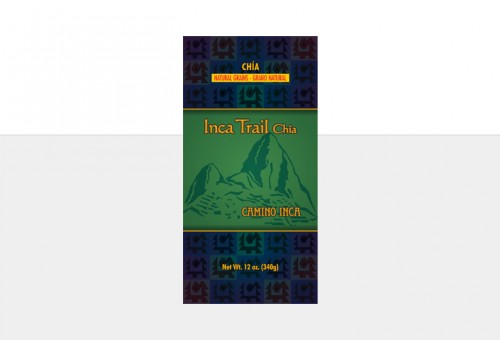 CHÍA
NATURAL GRAINS - GRANO NATURAL
Inca Trail Chia
CAMINO INCA
Net Wt. 12 oz. (340g)